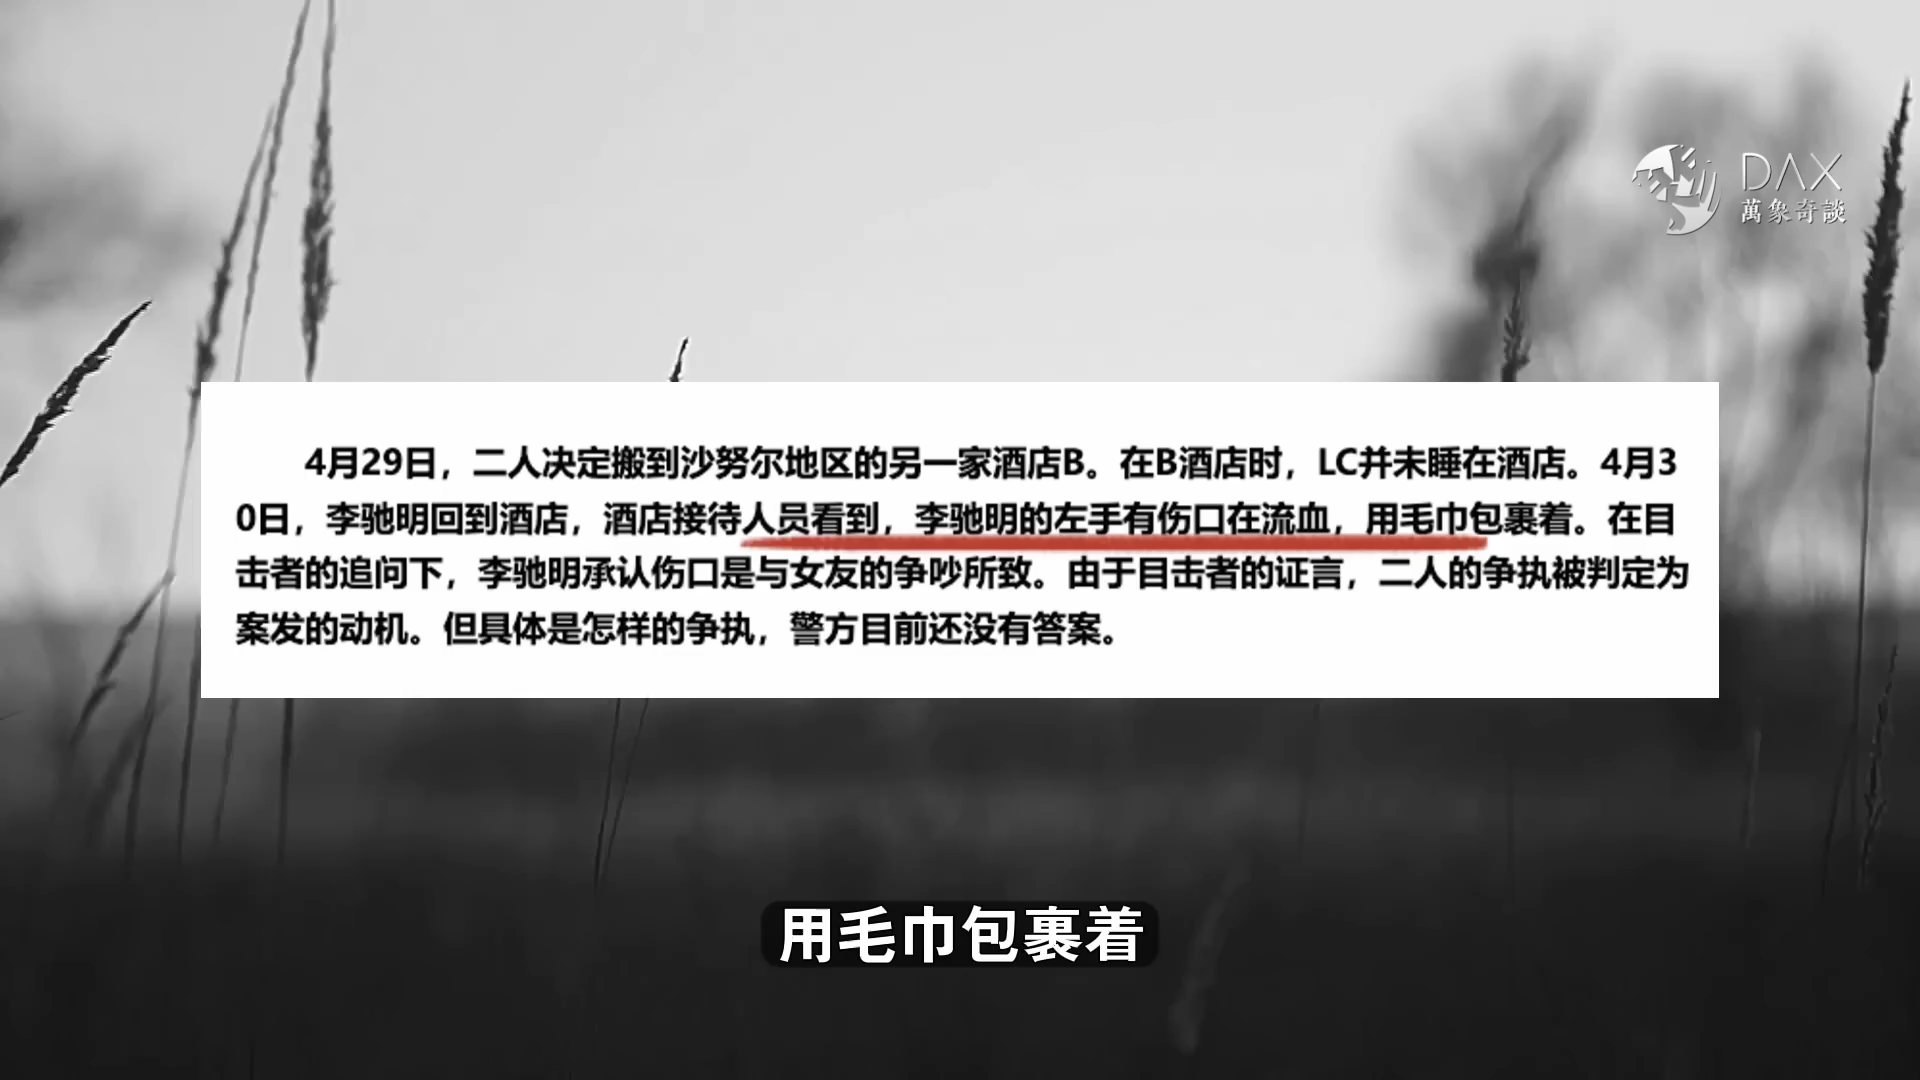 DAX
萬象奇談
4月29日，二人决定搬到沙努尔地区的另一家酒店B。在B酒店时，LC并未睡在酒店。4月3
0日，李驰明回到酒店，酒店接待人员看到，李驰明的左手有伤口在流血，用毛巾包裹着。在目
击者的追问下，李驰明承认伤口是与女友的争吵所致。由于目击者的证言，二人的争执被判定为
案发的动机。但具体是怎样的争执，警方目前还没有答案。
用毛巾包裹着